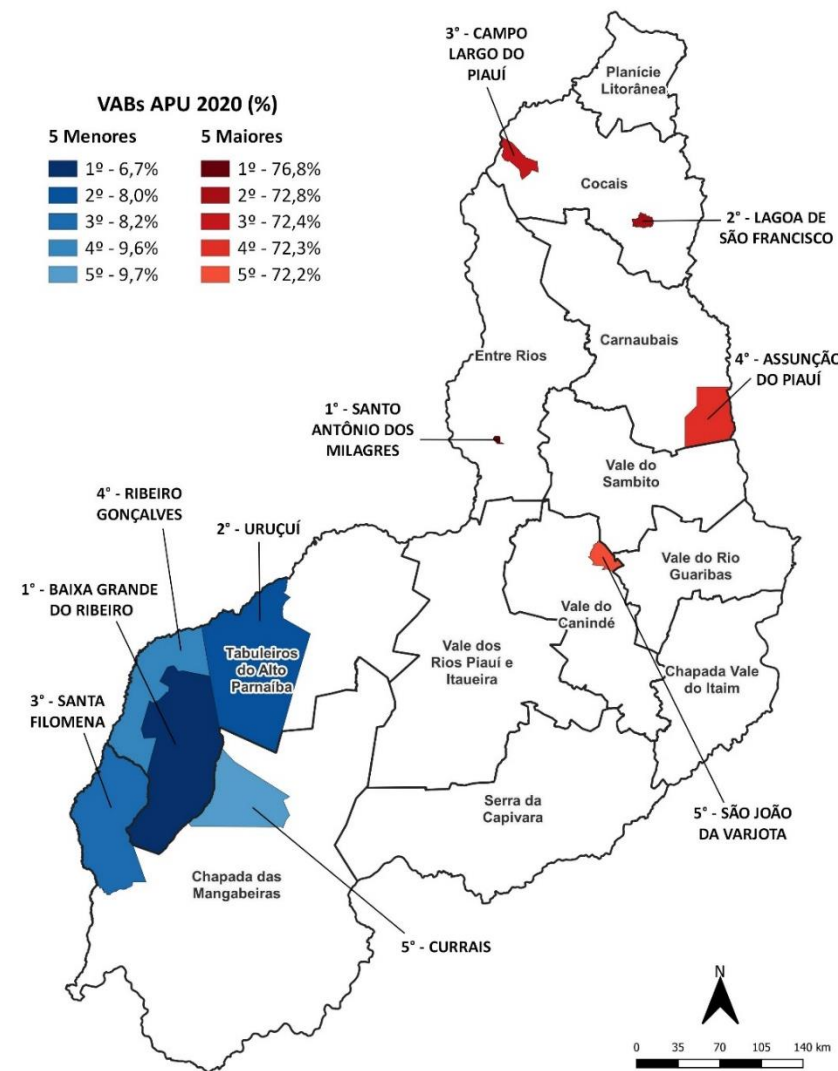 3° - CAMPO
LARGO DO
PIAUÍ
Planície
Litorânea
VABs APU 2020 (%)
5 Menores
1º - 6,7%
2º - 8,0%
3º - 8,2%
4º - 9,6%
5º - 9,7%
5 Maiores
1º - 76,8%
2º - 72,8%
3º - 72,4%
4º - 72,3%
5º - 72,2%
Cocais
2° - LAGOA DE
SÃO FRANCISCO
Carnaubais
Entre Rios
4° - ASSUNÇÃO
DO PIAUÍ
1° - SANTO
ANTÔNIO DOS
MILAGRES
Vale do
Sambito
4° - RIBEIRO
GONÇALVES
2° - URUÇUÍ
Vale do Rio
Guaribas
1° - BAIXA GRANDE
DO RIBEIRO
Vale do
Canindé
Tabuleiros
do Alto
Parnaíba
Vale dos
Rios Piauí e
Itaueira
Chapada Vale
do Itaim
3° - SANTA
FILOMENA
Serra da
Capivara
5° - SÃO JOÃO
DA VARJOTA
Chapada das
Mangabeiras
5° - CURRAIS
N
0 35 70 105 140 km